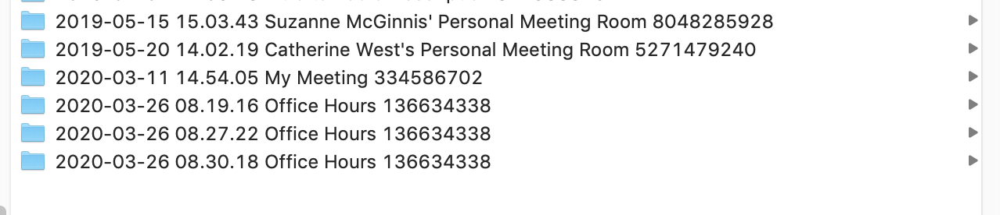 2019-05-15 15.03.43 Suzanne McGinnis' Personal Meeting Room 8048285928
2019-05-20 14.02.19 Catherine West's Personal Meeting Room 5271479240
2020-03-11 14.54.05 My Meeting 334586702
2020-03-26 08.19.16 Office Hours 136634338
2020-03-26 08.27.22 Office Hours 136634338
2020-03-26 08.30.18 Office Hours 136634338